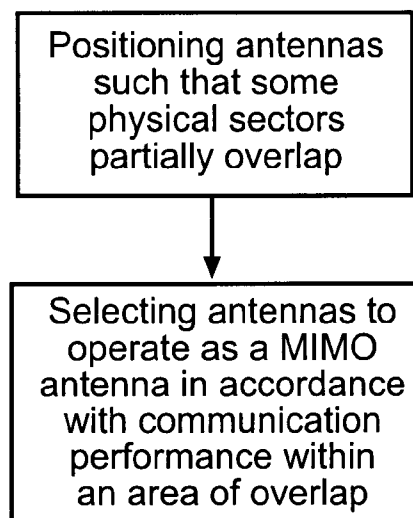 Positioning antennas
such that some
physical sectors
partially overlap
Selecting antennas to
operate as a MIMO
antenna in accordance
with communication
performance within
an area of overlap